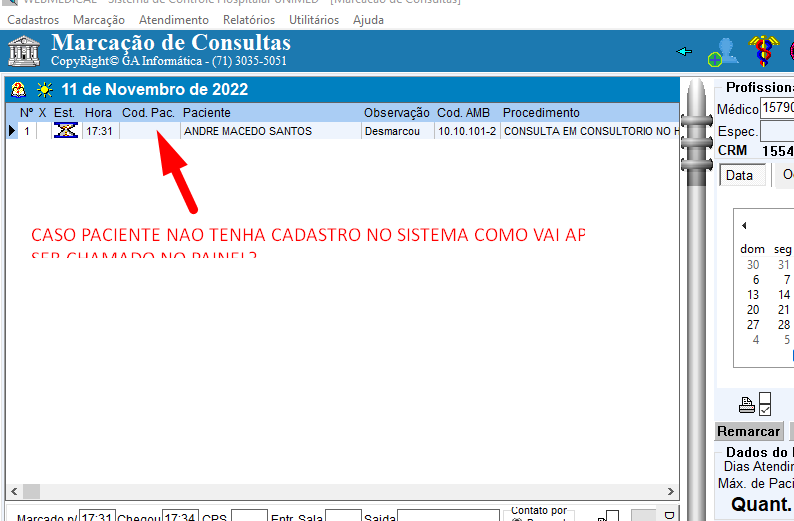 WEBMEDICAL - Sistema de Controle Hospitalar UNIMED - [Marcacao de Consultas]
Cadastros Marcação Atendimento Relatórios Utilitários Ajuda
Marcação de Consultas
CopyRight© GA Informática - (71) 3035-5051
11 de Novembro de 2022
Nº X Est. Hora Cod. Pac. Paciente Observação Cod. AMB Procedimento
1 17:31 ANDRE MACEDO SANTOS Desmarcou 10.10.101-2 CONSULTA EM CONSULTORIO NO H
CASO PACIENTE NAO TENHA CADASTRO NO SISTEMA COMO VAI AP
SER CHAMADO NO PAINEL?
Profissiona
Médico 15790
Espec.
CRM 1554
Data O
dom seg
30 31
6 7
13 14
20 21
27 28
4 5
Remarcar
Dados do
Dias Atendi
Máx. de Paci
Quant.
Contato por
Marcado p/ 17:31 Chegou 17:34 CPS Entr. Sala Saida